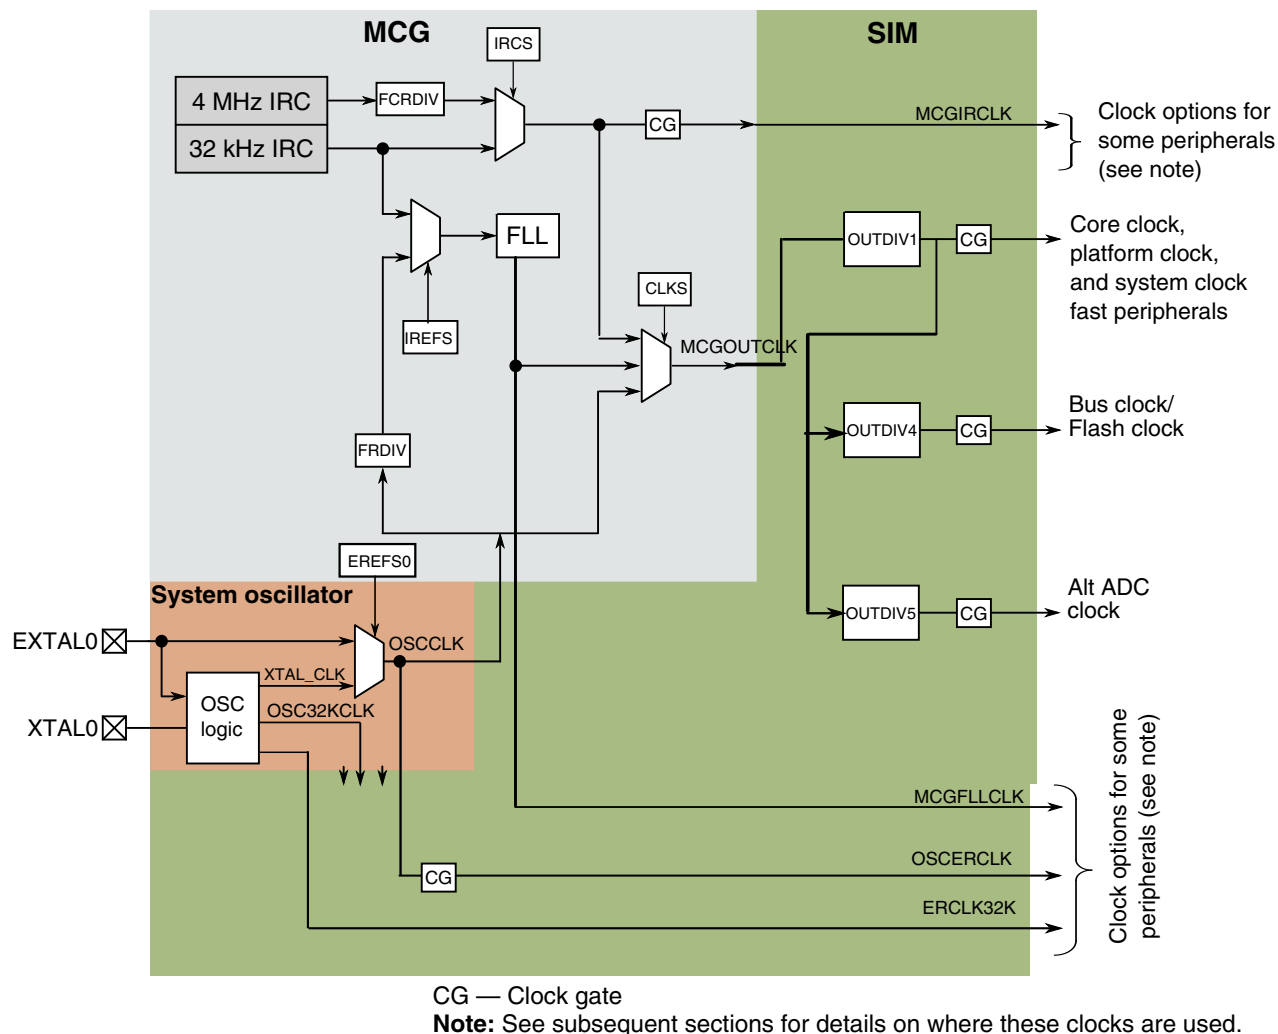 MCG
SIM
IRCS
4 MHz IRC
FCRDIV
32 kHz IRC
CG
MCGIRCLK
Clock options for
some peripherals
(see note)
FLL
OUTDIV1
CG
Core clock,
platform clock,
and system clock
fast peripherals
IREFS
CLKS
MCGOUTCLK
FRDIV
OUTDIV4
CG
Bus clock/
Flash clock
EREFS0
System oscillator
EXTAL0
OSCCLK
XTAL_CLK
OSC
logic
OSC32KCLK
XTAL0
OUTDIV5
CG
Alt ADC
clock
MCGFLLCLK
OSCERCLK
CG
ERCLK32K
Clock options for some
peripherals (see note)
CG — Clock gate
Note: See subsequent sections for details on where these clocks are used.